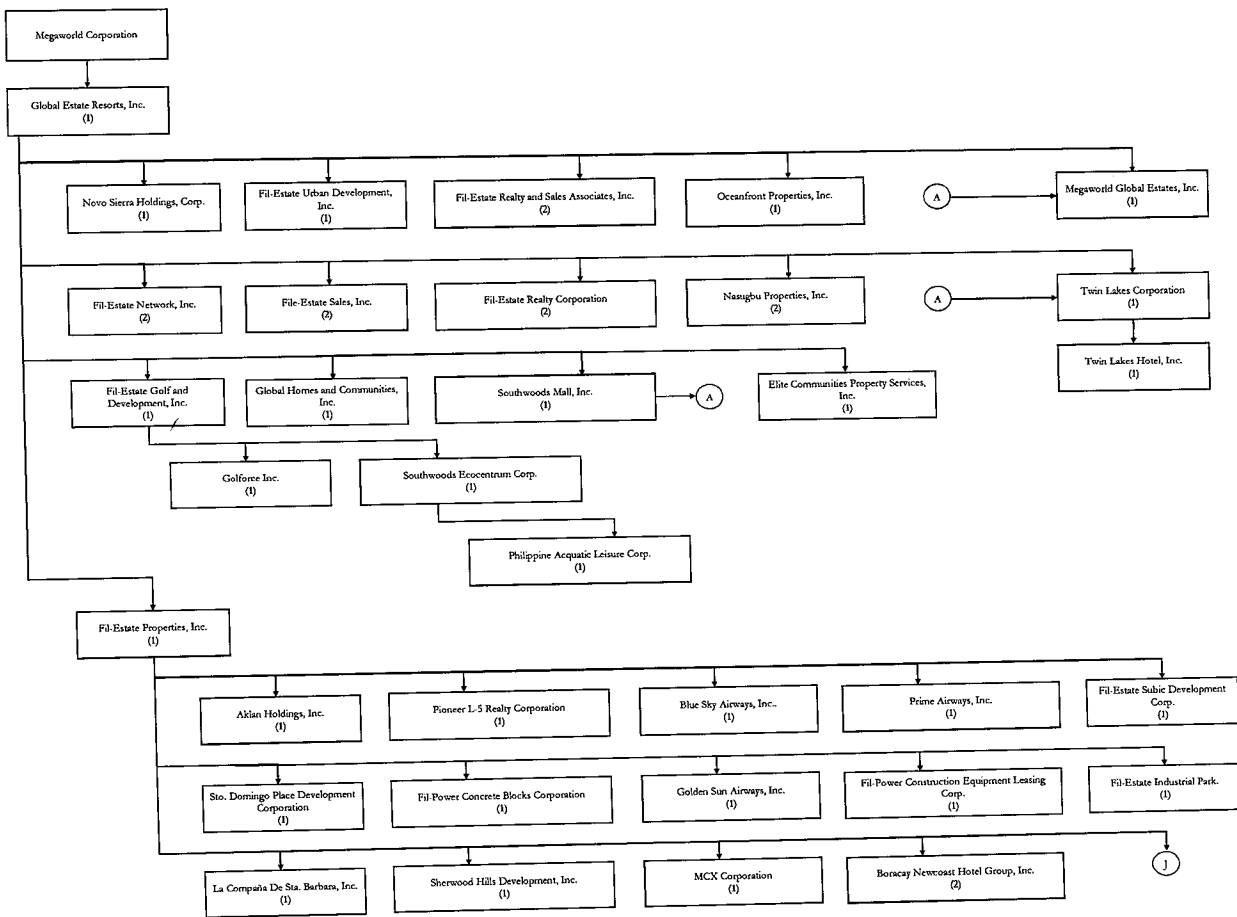 Megaworld Corporation
Global Estate Resorts, Inc.
(1)
Novo Sierra Holdings, Corp.
(1)
Fil-Estate Urban Development,
Inc.
(1)
Fil-Estate Realty and Sales Associates, Inc.
(2)
Oceanfront Properties, Inc.
(1)
A
Megaworld Global Estates, Inc.
(1)
Fil-Estate Network, Inc.
(2)
File-Estate Sales, Inc.
(2)
Fil-Estate Realty Corporation
(2)
Nasugbu Properties, Inc.
(2)
A
Twin Lakes Corporation
(1)
Twin Lakes Hotel, Inc.
(1)
Fil-Estate Golf and
Development, Inc.
(1)
Global Homes and Communities,
Inc.
(1)
Southwoods Mall, Inc.
(1)
A
Elite Communities Property Services,
Inc.
(1)
Golforce Inc.
(1)
Southwoods Ecocentrum Corp.
(1)
Philippine Acquatic Leisure Corp.
(1)
Fil-Estate Properties, Inc.
(1)
Aklan Holdings, Inc.
(1)
Pioneer L-5 Realty Corporation
(1)
Blue Sky Airways, Inc..
(1)
Prime Airways, Inc.
(1)
Fil-Estate Subic Development
Corp.
(1)
Sto. Domingo Place Development
Corporation
(1)
Fil-Power Concrete Blocks Corporation
(1)
Golden Sun Airways, Inc.
(1)
Fil-Power Construction Equipment Leasing
Corp.
(1)
Fil-Estate Industrial Park.
(1)
La Compaña De Sta. Barbara, Inc.
(1)
Sherwood Hills Development, Inc.
(1)
MCX Corporation
(1)
Boracay Newcoast Hotel Group, Inc.
(2)
J